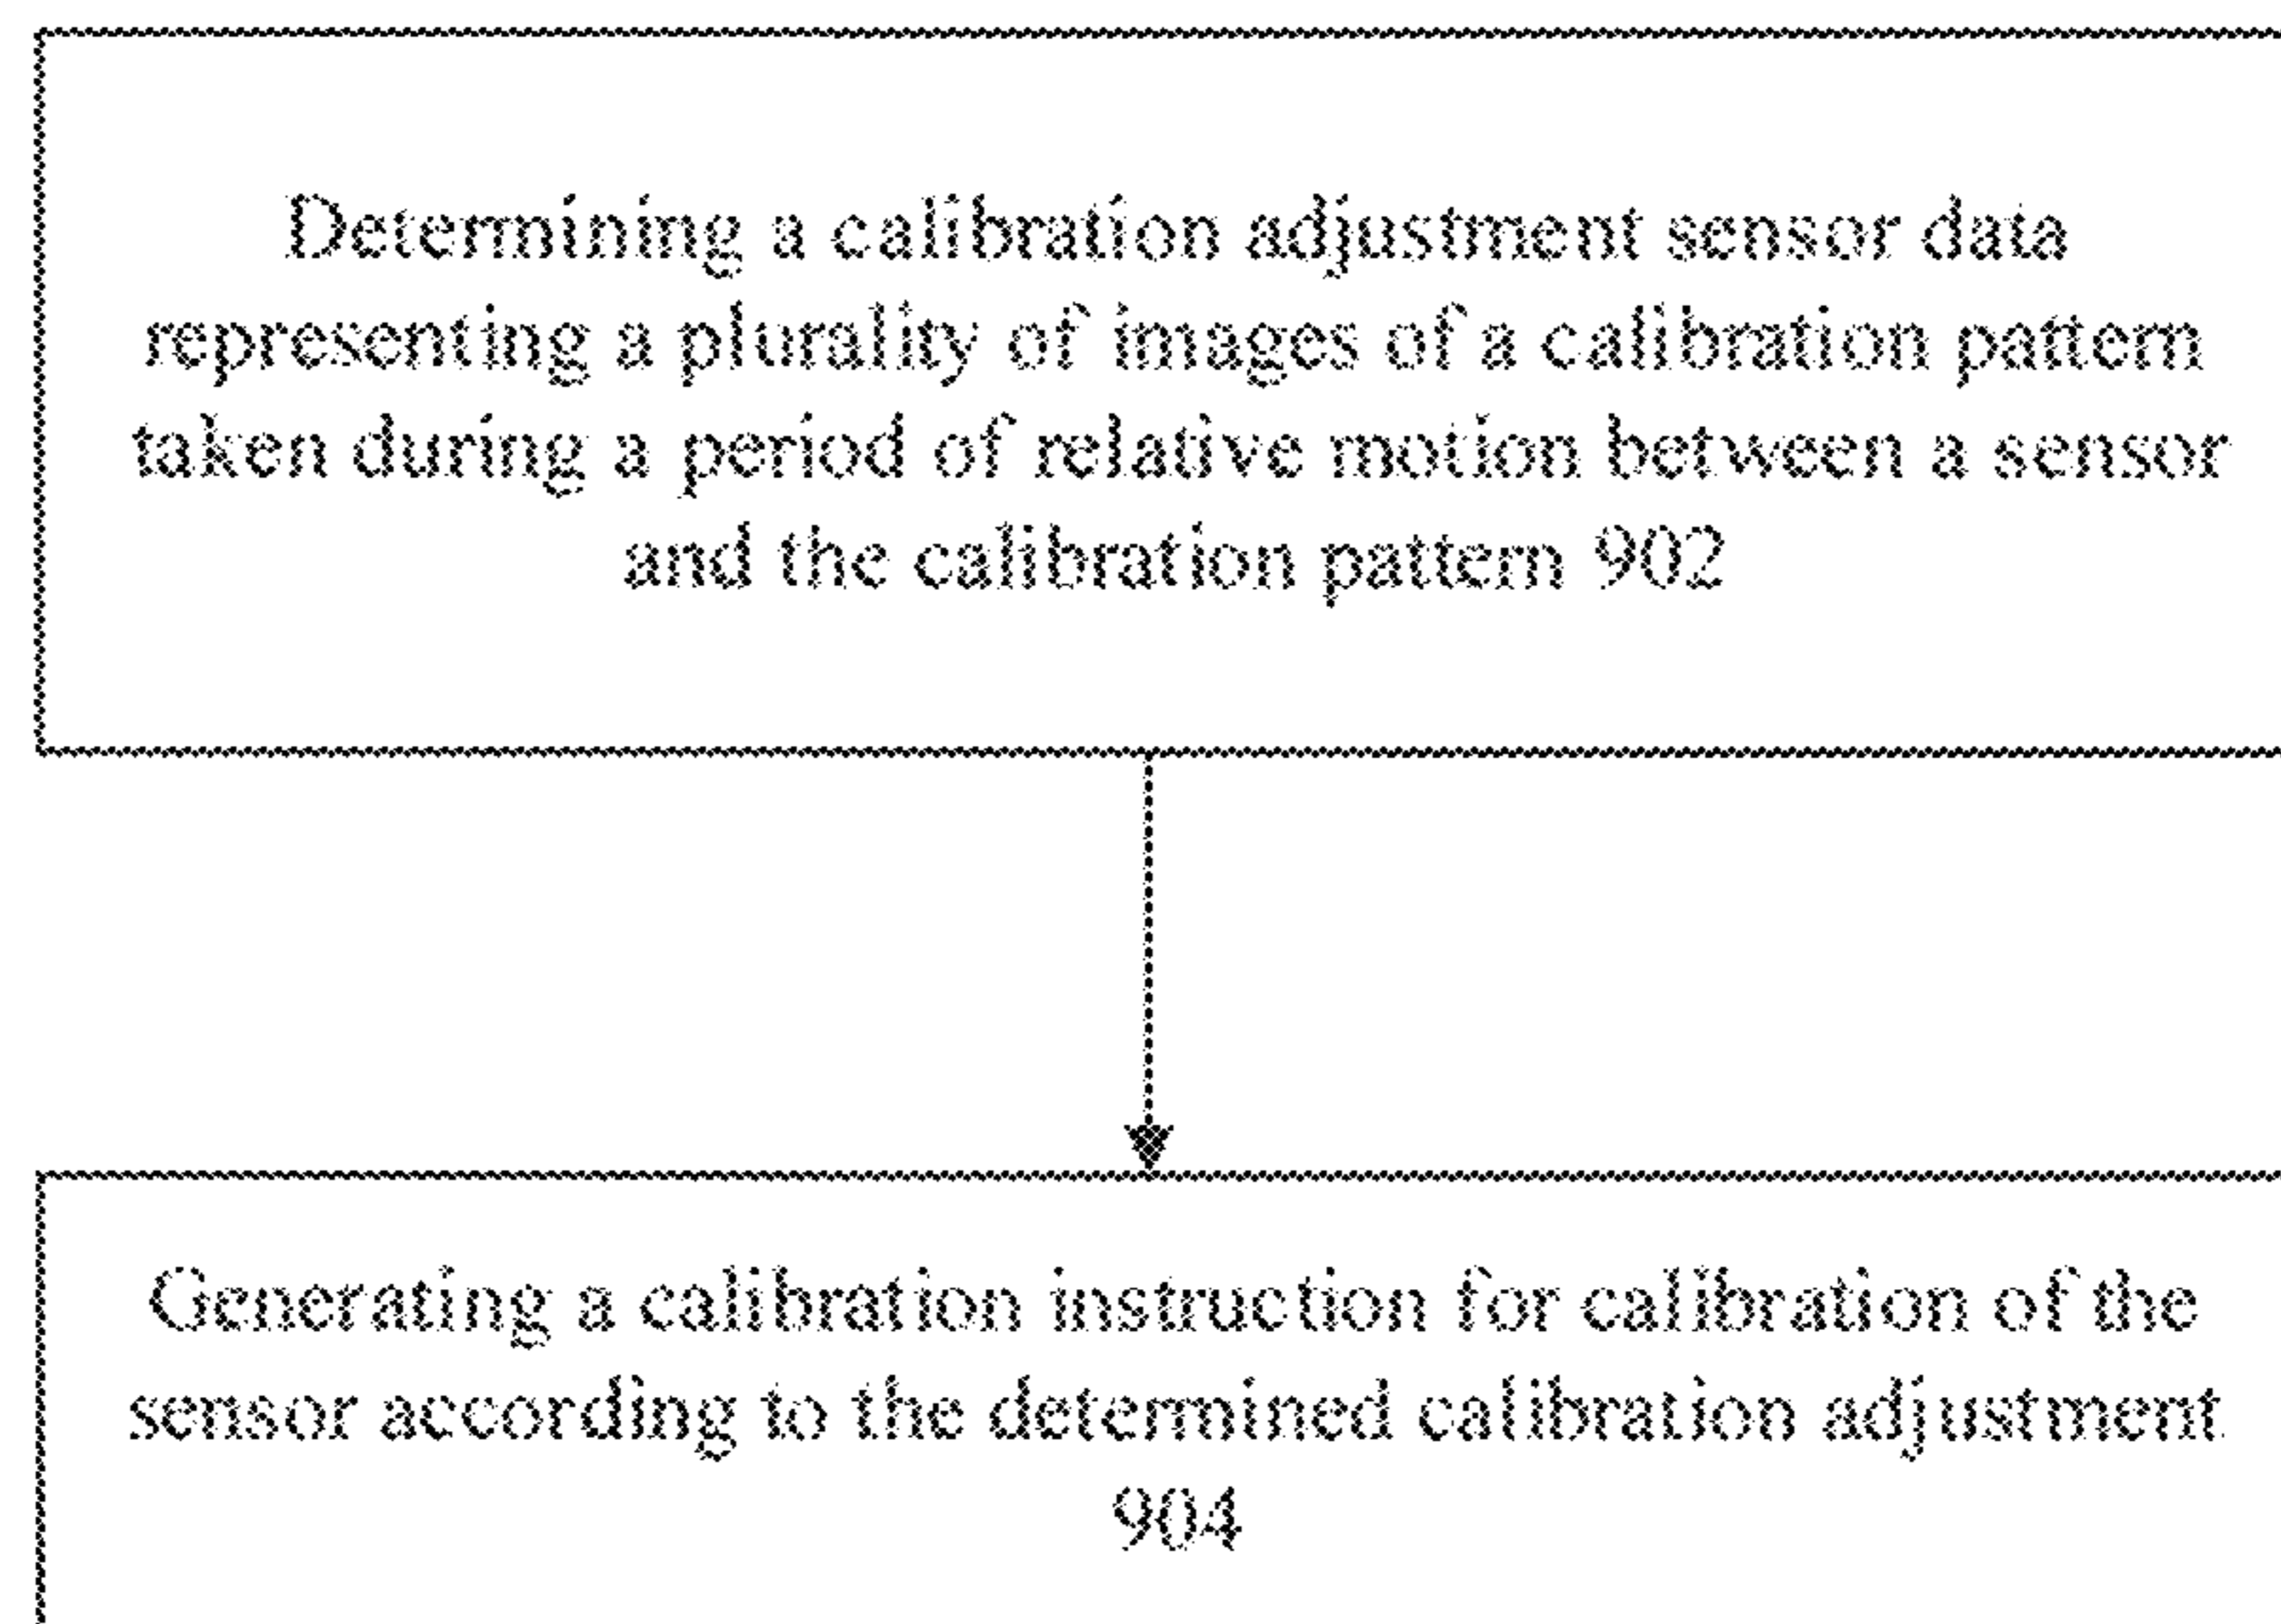 Determining a calibration adjustment sensor data
representing a plurality of images of a calibration pattern
taken during a period of relative motion between a sensor
and the calibration pattern 902
Generating a calibration instruction for calibration of the
sensor according to the determined calibration adjustment
904